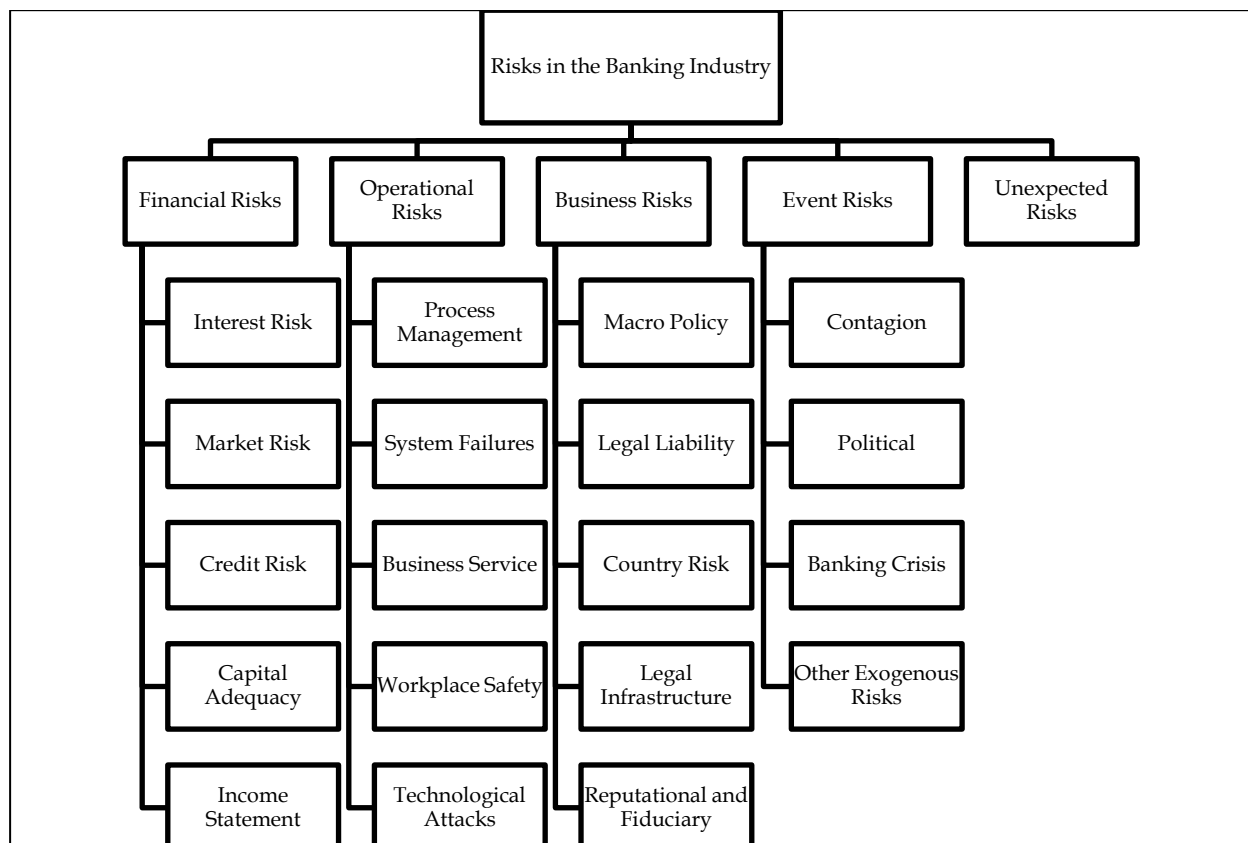 Risks in the Banking Industry
Financial Risks
Operational
Risks
Business Risks
Event Risks
Unexpected
Risks
Interest Risk
Process
Management
Macro Policy
Contagion
Market Risk
System Failures
Legal Liability
Political
Credit Risk
Business Service
Country Risk
Banking Crisis
Capital
Adequacy
Workplace Safety
Legal
Infrastructure
Other Exogenous
Risks
Income
Statement
Technological
Attacks
Reputational and
Fiduciary